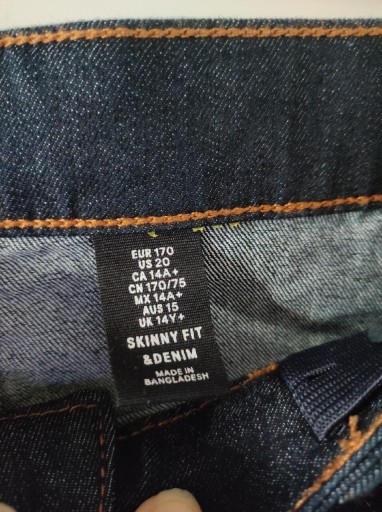 EUR 170
US 20
CA 14A+
CN 170/75
MX 14A+
AUS 15
UK 14Y+
SKINNY FIT
&DENIM
MADE IN
BANGLADESH